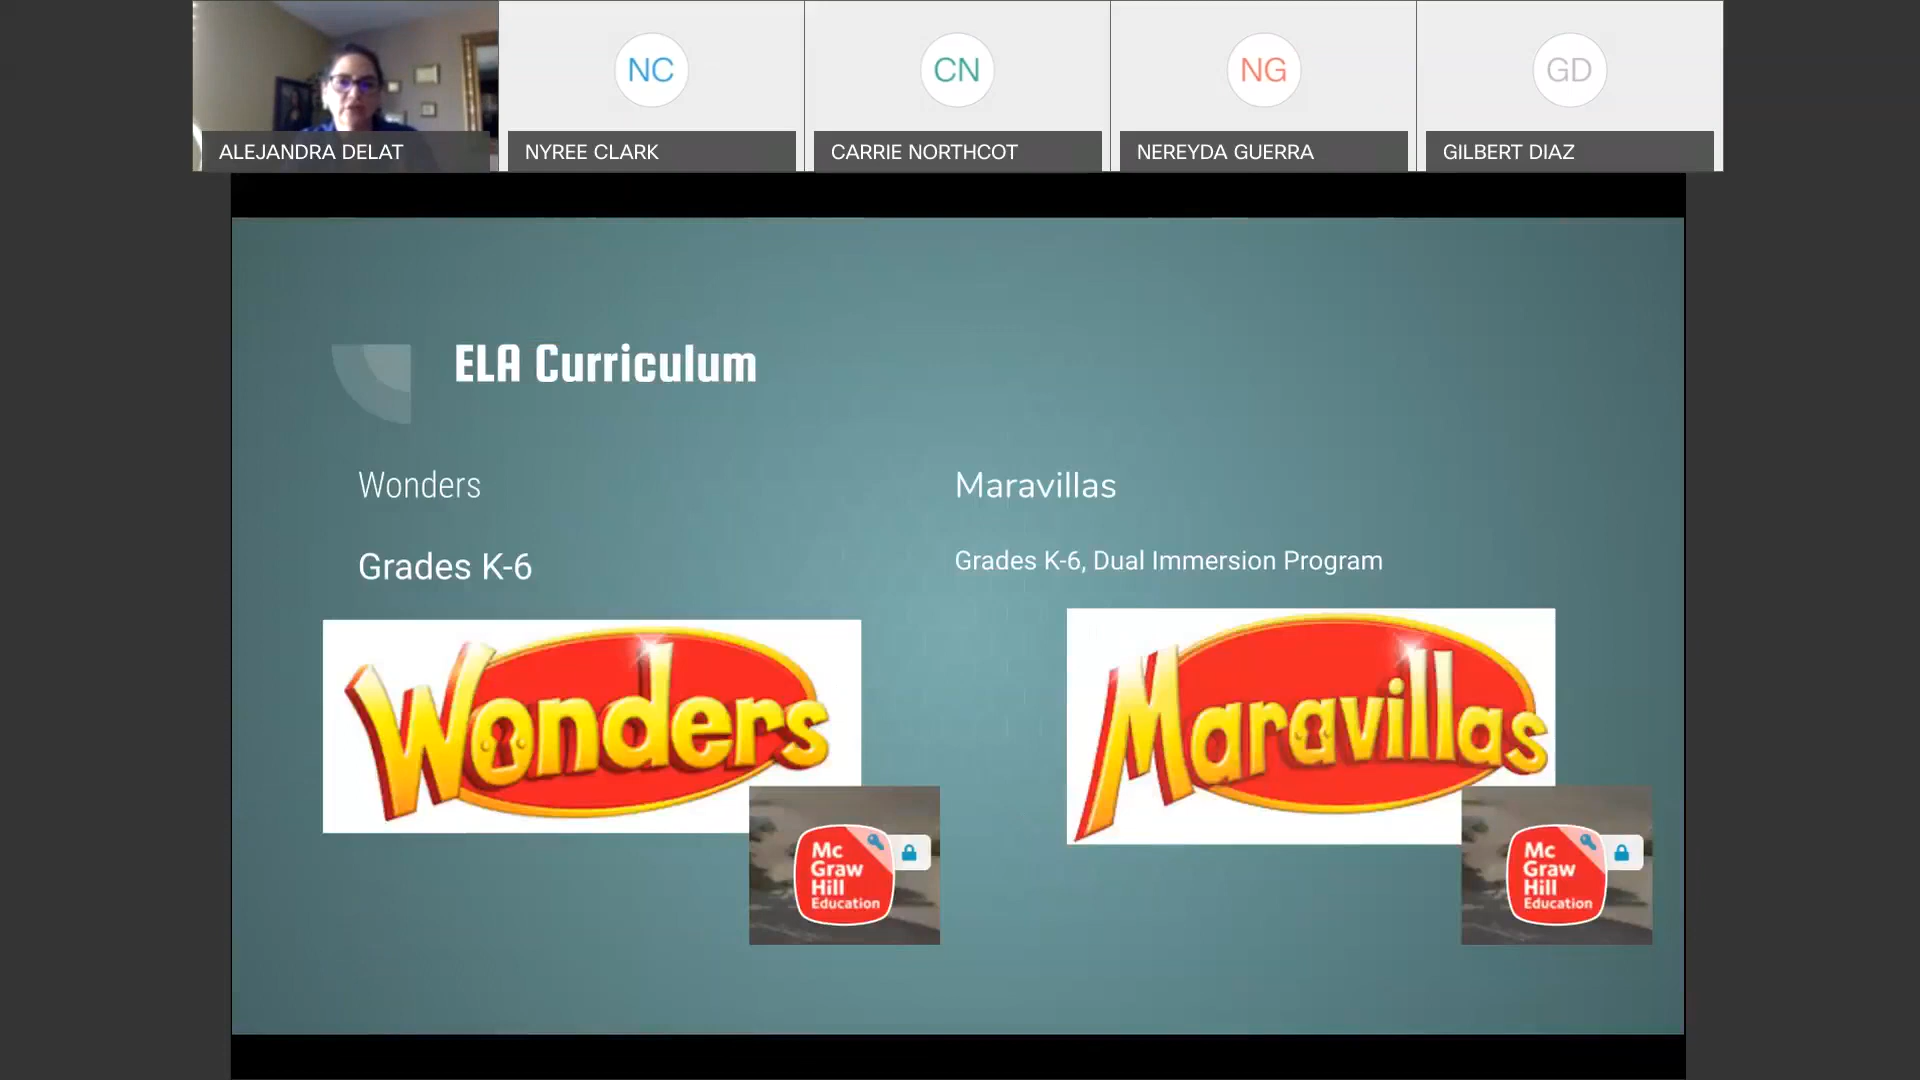 NC
CN
NG
GD
ALEJANDRA DELAT
NYREE CLARK
CARRIE NORTHCOT
NEREYDA GUERRA
GILBERT DIAZ
ELA Curriculum
Wonders
Grades K-6
Wonders
Mc
Graw
Hill
Education
Maravillas
Grades K-6, Dual Immersion Program
Maravillas
Mc
Graw
Hill
Education